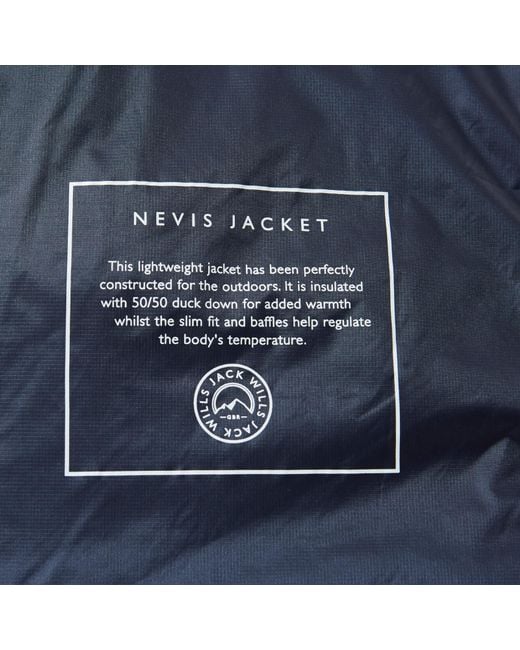 NEVIS JACKET
This lightweight jacket has been perfectly
constructed for the outdoors. It is insulated
with 50/50 duck down for added warmth
whilst the slim fit and baffles help regulate
the body's temperature.
JACK WILLS JACK WILLS
GBR